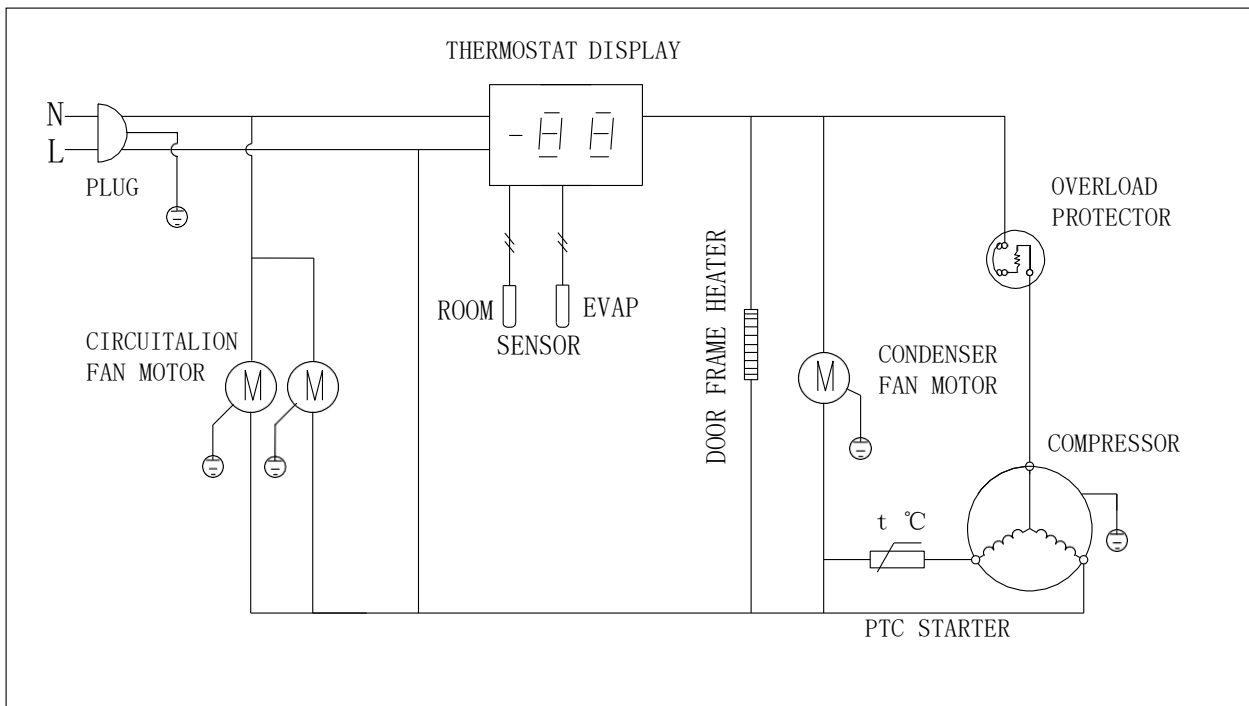 THERMOSTAT DISPLAY
N
L
PLUG
-88
OVERLOAD
PROTECTOR
DOOR FRAME HEATER
ROOM
EVAP
SENSOR
CIRCUITALION
FAN MOTOR
M
M
M
CONDENSER
FAN MOTOR
COMPRESSOR
t ℃
PTC STARTER